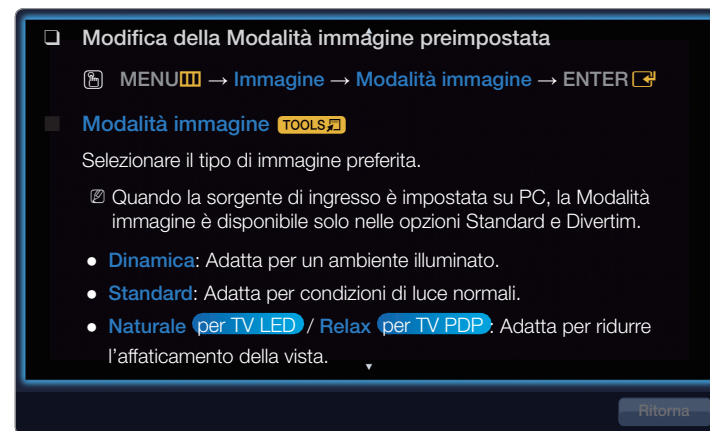 ❑ Modifica della Modalità immagine preimpostata
MENU → Immagine → Modalità immagine → ENTER
■ Modalità immagine TOOLS
Selezionare il tipo di immagine preferita.
Quando la sorgente di ingresso è impostata su PC, la Modalità
immagine è disponibile solo nelle opzioni Standard e Divertim.
● Dinamica: Adatta per un ambiente illuminato.
● Standard: Adatta per condizioni di luce normali.
● Naturale per TV LED / Relax per TV PDP: Adatta per ridurre
l’affaticamento della vista.
Ritorna